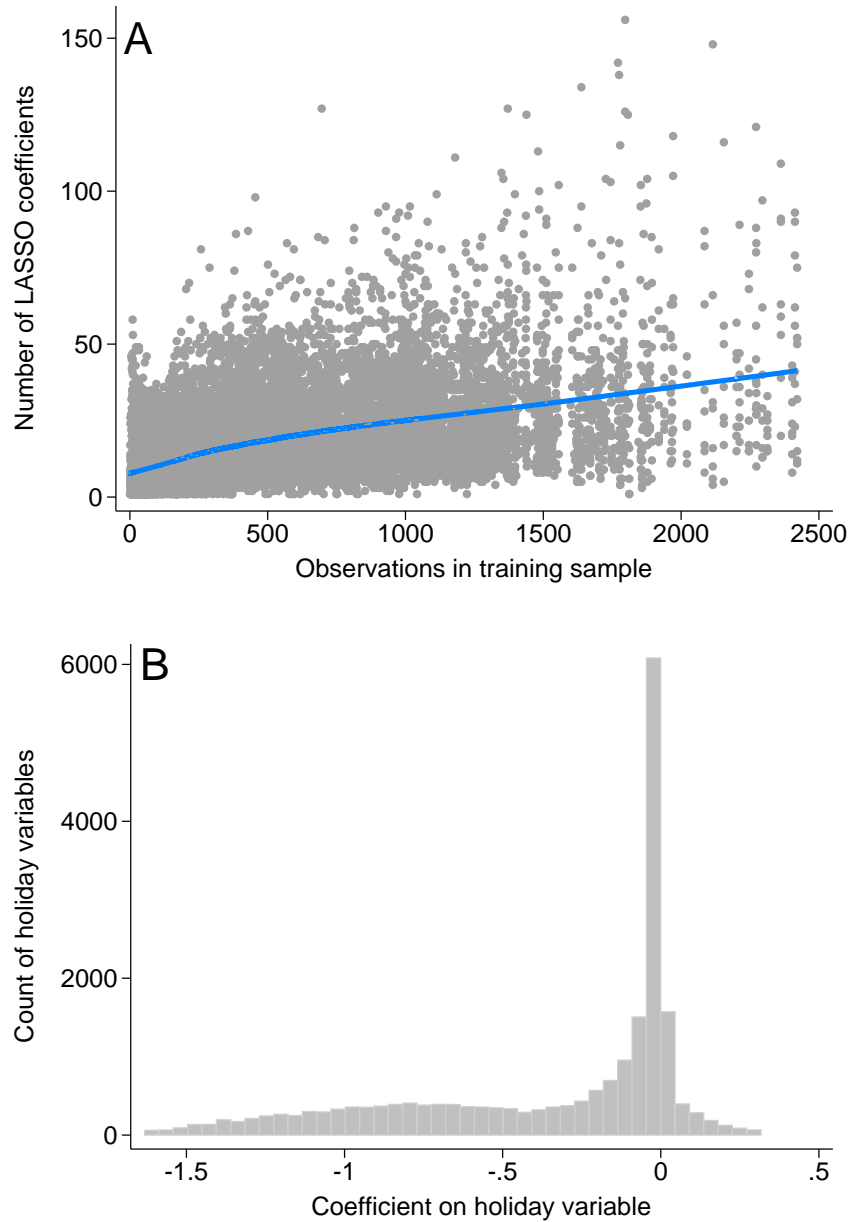 A
Number of LASSO coefficients
150
100
50
0
0 500 1000 1500 2000 2500
Observations in training sample
B
Count of holiday variables
6000
4000
2000
0
-1.5 -1 -.5 0 .5
Coefficient on holiday variable